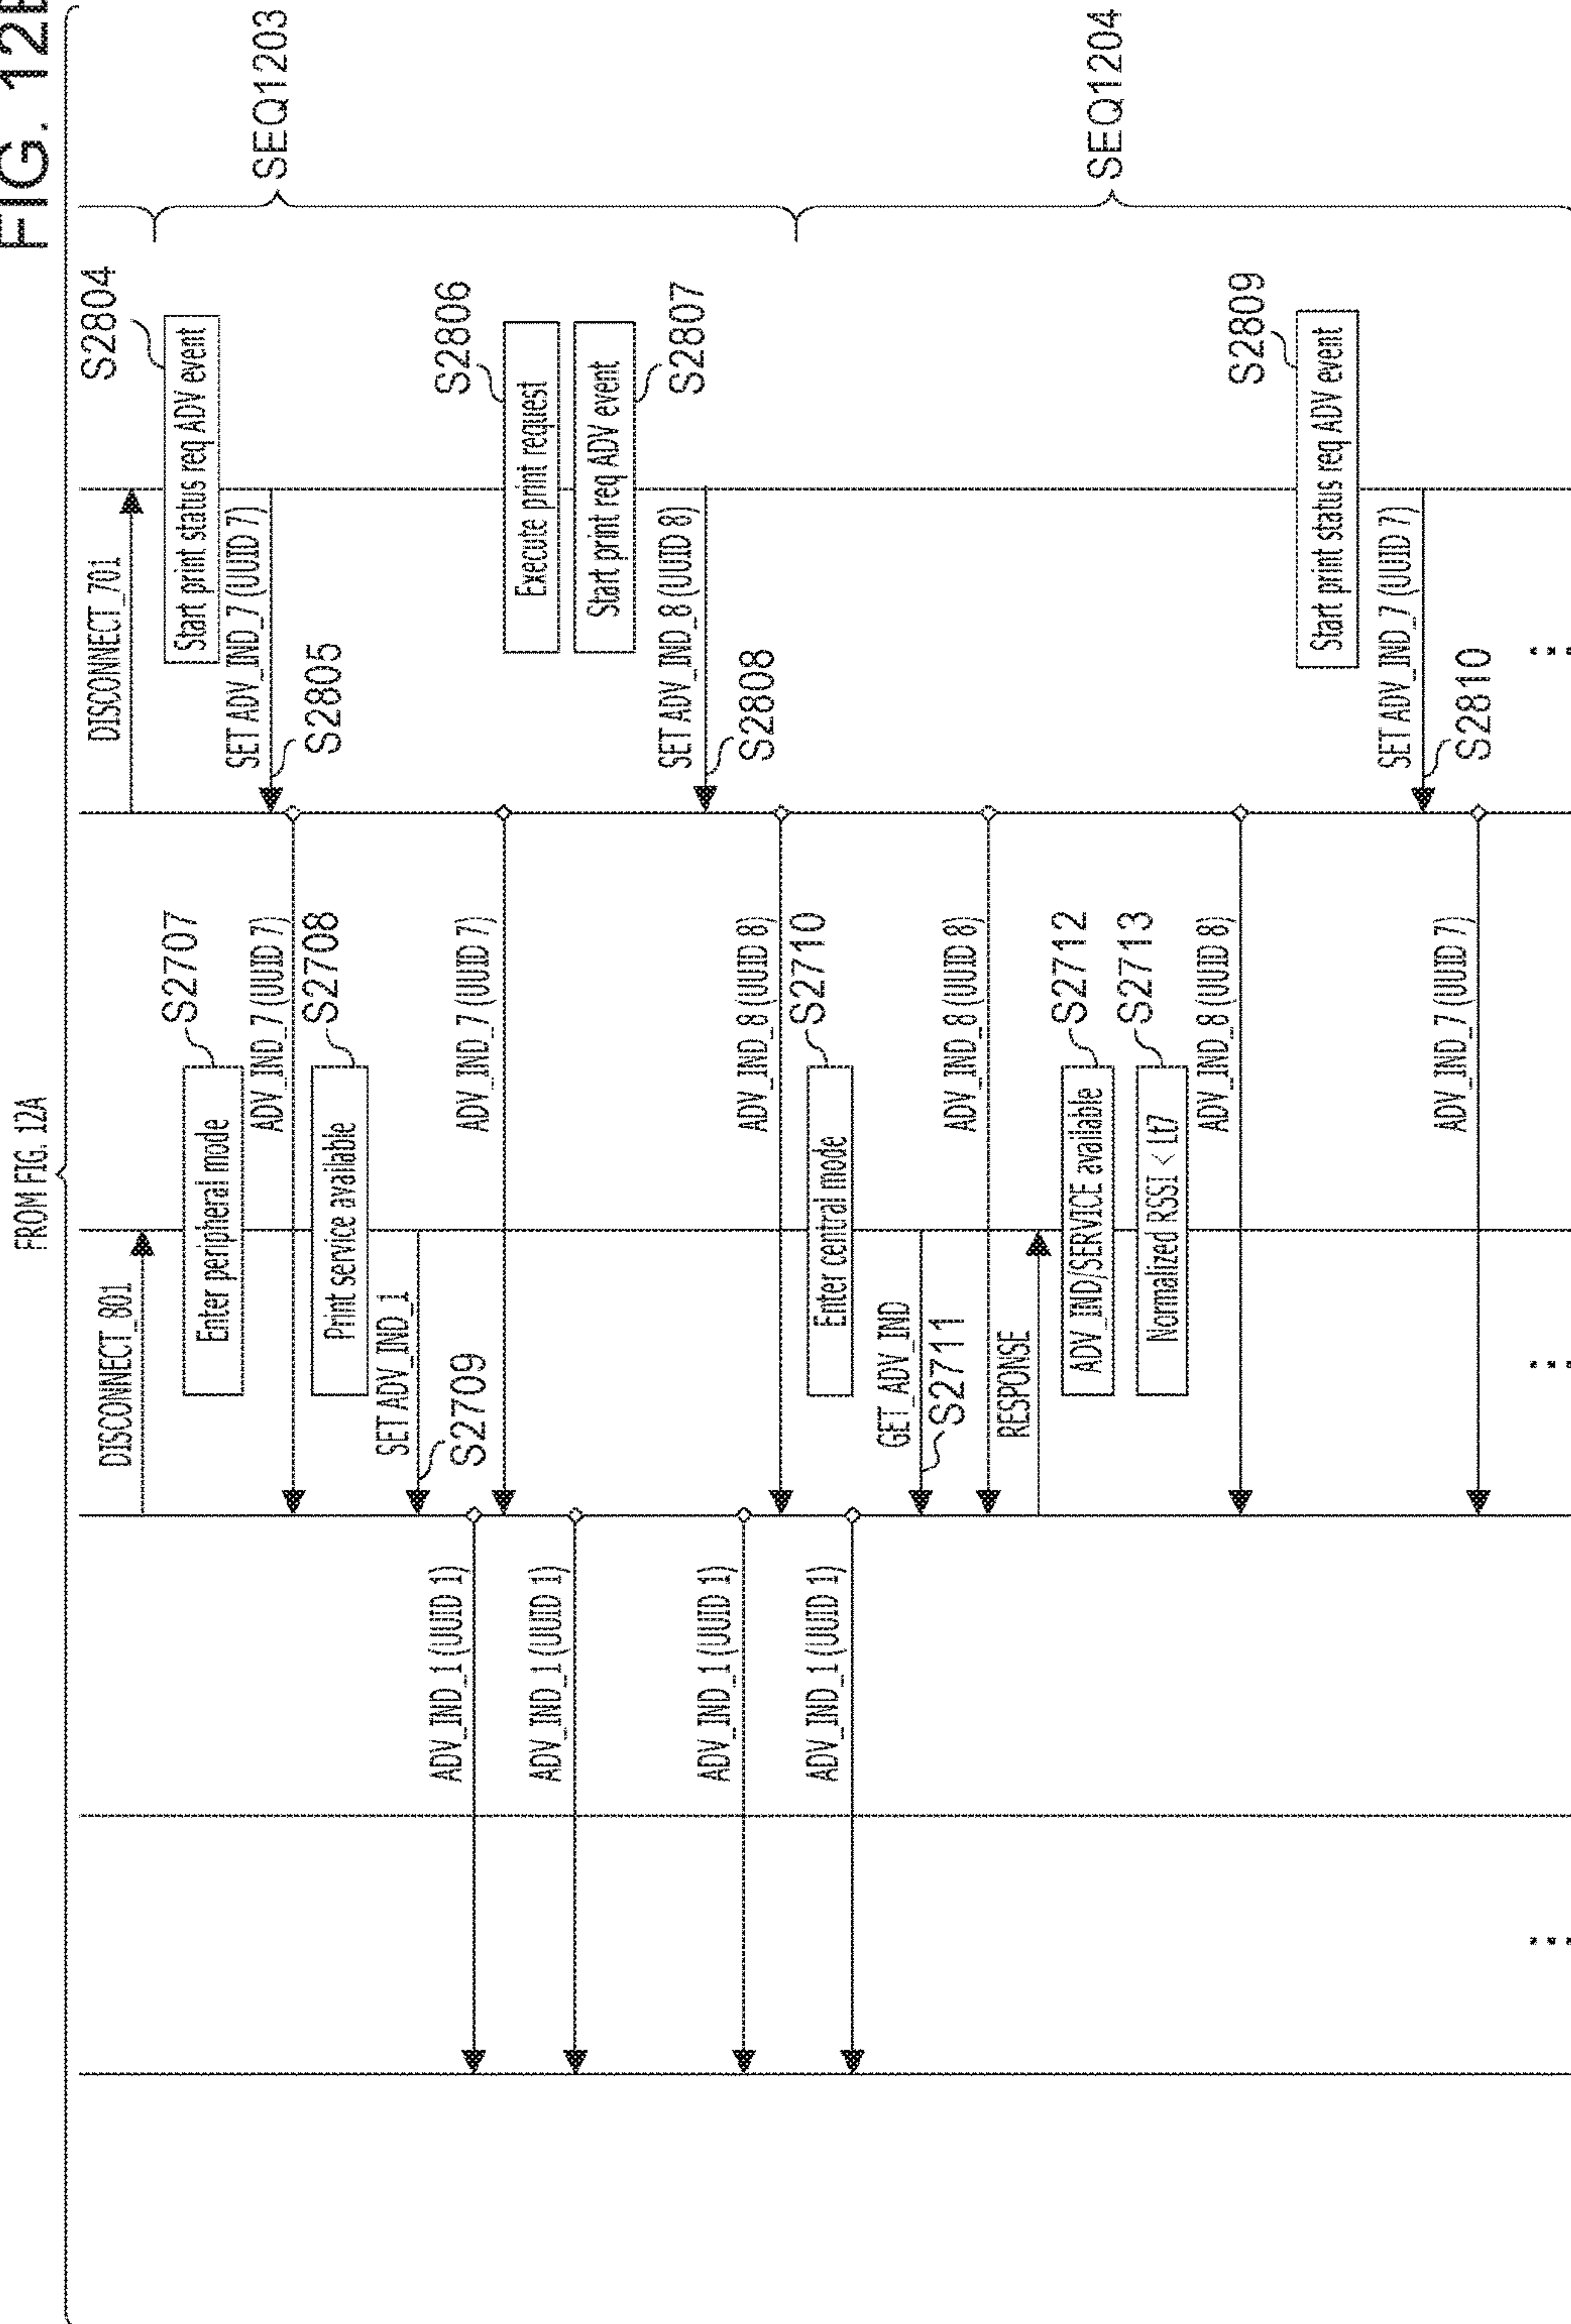 FIG. 12B
FROM FIG. 12A
DISCONNECT_701
DISCONNECT_801
S2804
Start print status req ADV event
S2707
Enter peripheral mode
SEQ1203
SET ADV_IND_7 (UUID 7)
S2805
ADV_IND_7 (UUID 7)
S2708
Print service available
SET ADV_IND_1
S2709
ADV_IND_1 (UUID 1)
ADV_IND_7 (UUID 7)
S2806
Execute print request
ADV_IND_1 (UUID 1)
Start print req ADV event
S2807
SET ADV_IND_8 (UUID 8)
S2808
ADV_IND_1 (UUID 1)
ADV_IND_8 (UUID 8)
S2710
Enter central mode
ADV_IND_1 (UUID 1)
GET_ADV_IND
S2711
ADV_IND_8 (UUID 8)
RESPONSE
S2712
ADV_IND/SERVICE available
SEQ1204
S2713
Normalized RSSI < Lt7
ADV_IND_8 (UUID 8)
S2809
Start print status req ADV event
SET ADV_IND_7 (UUID 7)
S2810
ADV_IND_7 (UUID 7)